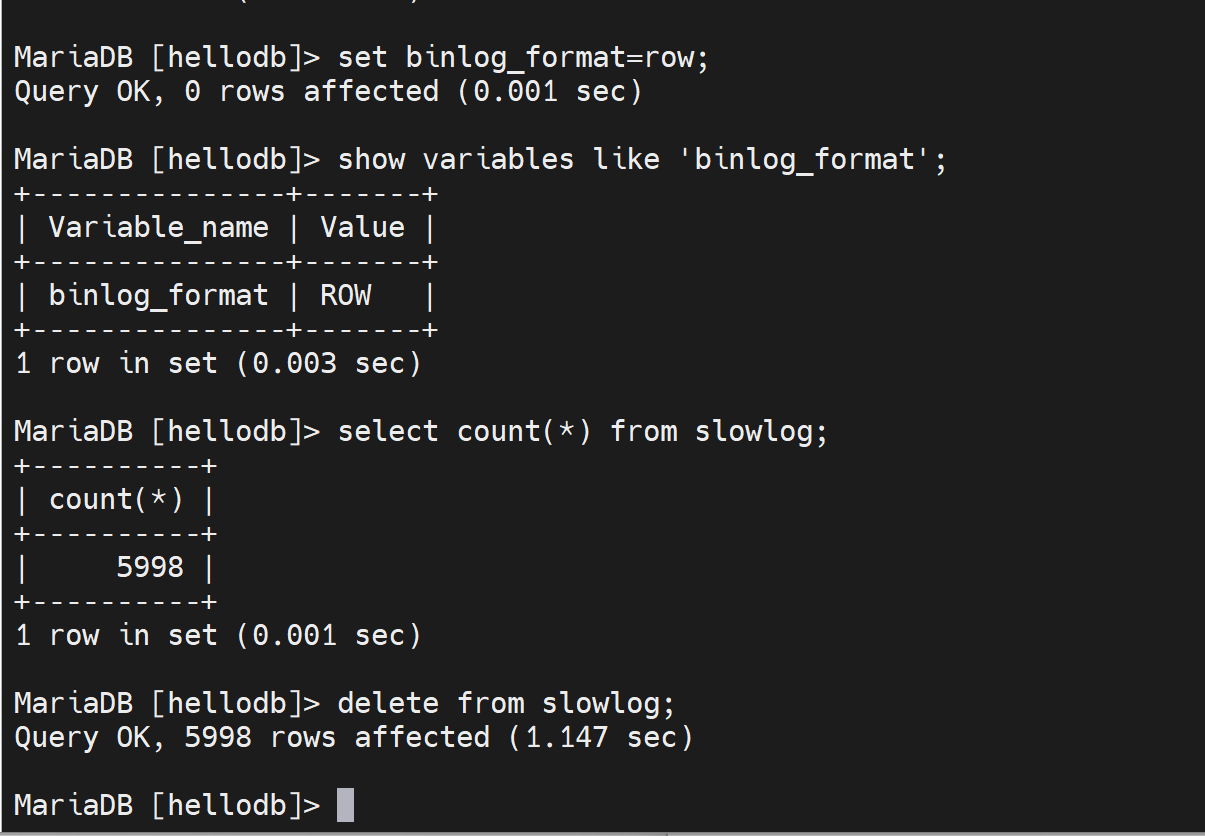 MariaDB [hellodb]> set binlog_format=row;
Query OK, 0 rows affected (0.001 sec)
MariaDB [hellodb]> show variables like 'binlog_format';
+---------------+-------+
| Variable_name | Value |
+---------------+-------+
| binlog_format | ROW   |
+---------------+-------+
1 row in set (0.003 sec)
MariaDB [hellodb]> select count(*) from slowlog;
+----------+
| count(*) |
+----------+
|     5998 |
+----------+
1 row in set (0.001 sec)
MariaDB [hellodb]> delete from slowlog;
Query OK, 5998 rows affected (1.147 sec)
MariaDB [hellodb]>